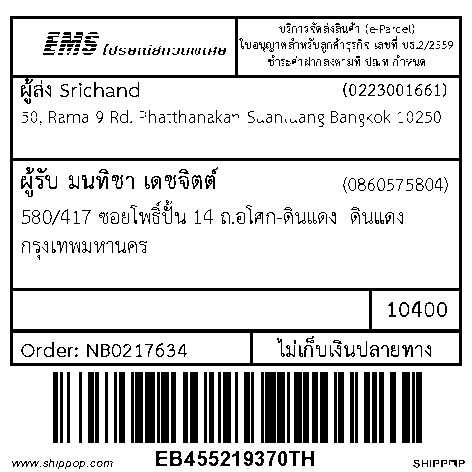 EMS ไปรษณีย์ด่วนพิเศษ
บริการจัดส่งสินค้า (e-Parcel)
ใบอนุญาตสำหรับลูกค้าธุรกิจ เลขที่ บธ.2/2559
ชำระค่าฝากส่งตามที่ ปณท กำหนด
ผู้ส่ง Srichand (0223001661)
50, Rama 9 Rd. Phatthanakan Suanluang Bangkok 10250
ผู้รับ มนทิชา เดชจิตต์ (0860575804)
580/417 ซอยโพธิ์ปั้น 14 ถ.อโศก-ดินแดง ดินแดง
กรุงเทพมหานคร
10400
Order: NB0217634 ไม่เก็บเงินปลายทาง
www.shippop.com EB455219370TH SHIPPOP